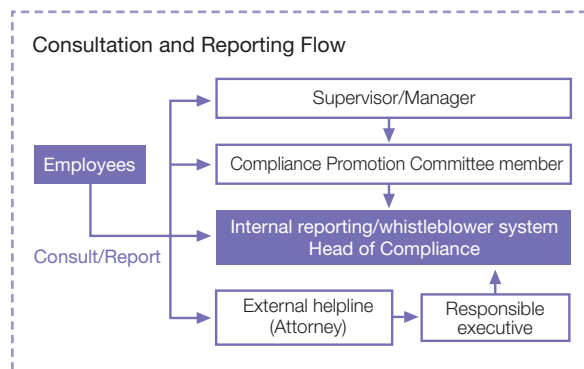 Consultation and Reporting Flow
Supervisor/Manager
Employees
Compliance Promotion Committee member
Internal reporting/whistleblower system
Head of Compliance
Consult/Report
External helpline
(Attorney)
Responsible
executive